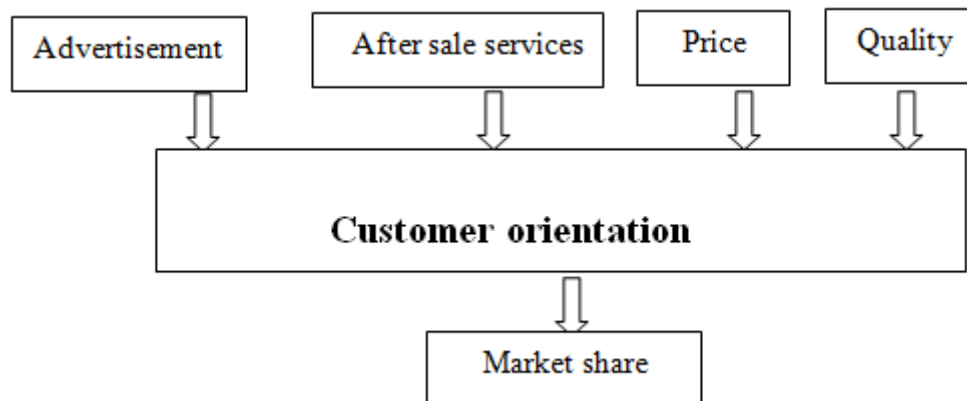 Advertisement
After sale services
Price
Quality
Customer orientation
Market share